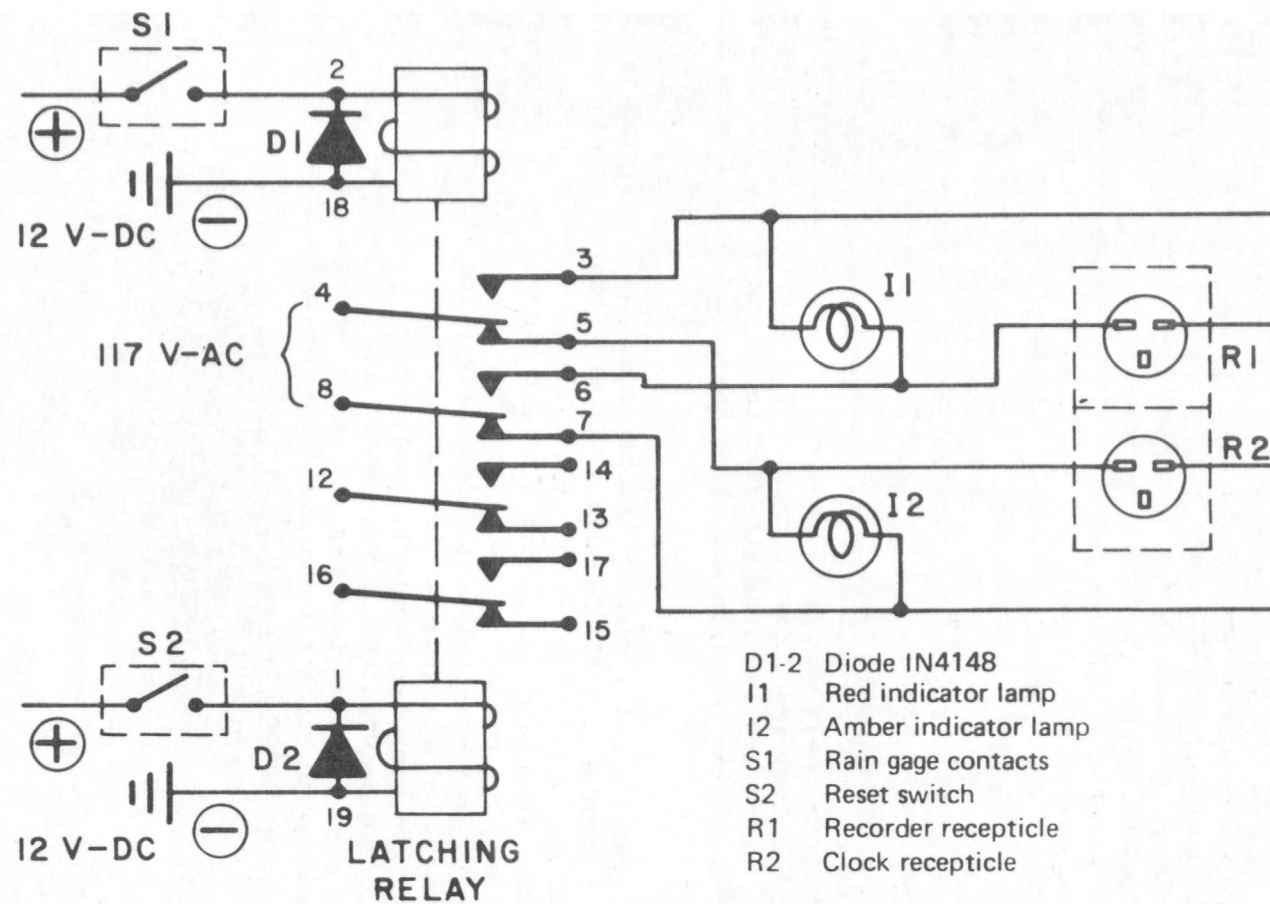 S1
2
D1
18
12 V-DC
3
4
I1
5
117 V-AC
R1
6
8
7
R2
14
12
I2
13
17
16
15
S2
1
D2
19
12 V-DC
LATCHING
RELAY
D1-2 Diode IN4148
I1 Red indicator lamp
I2 Amber indicator lamp
S1 Rain gage contacts
S2 Reset switch
R1 Recorder recepticle
R2 Clock recepticle